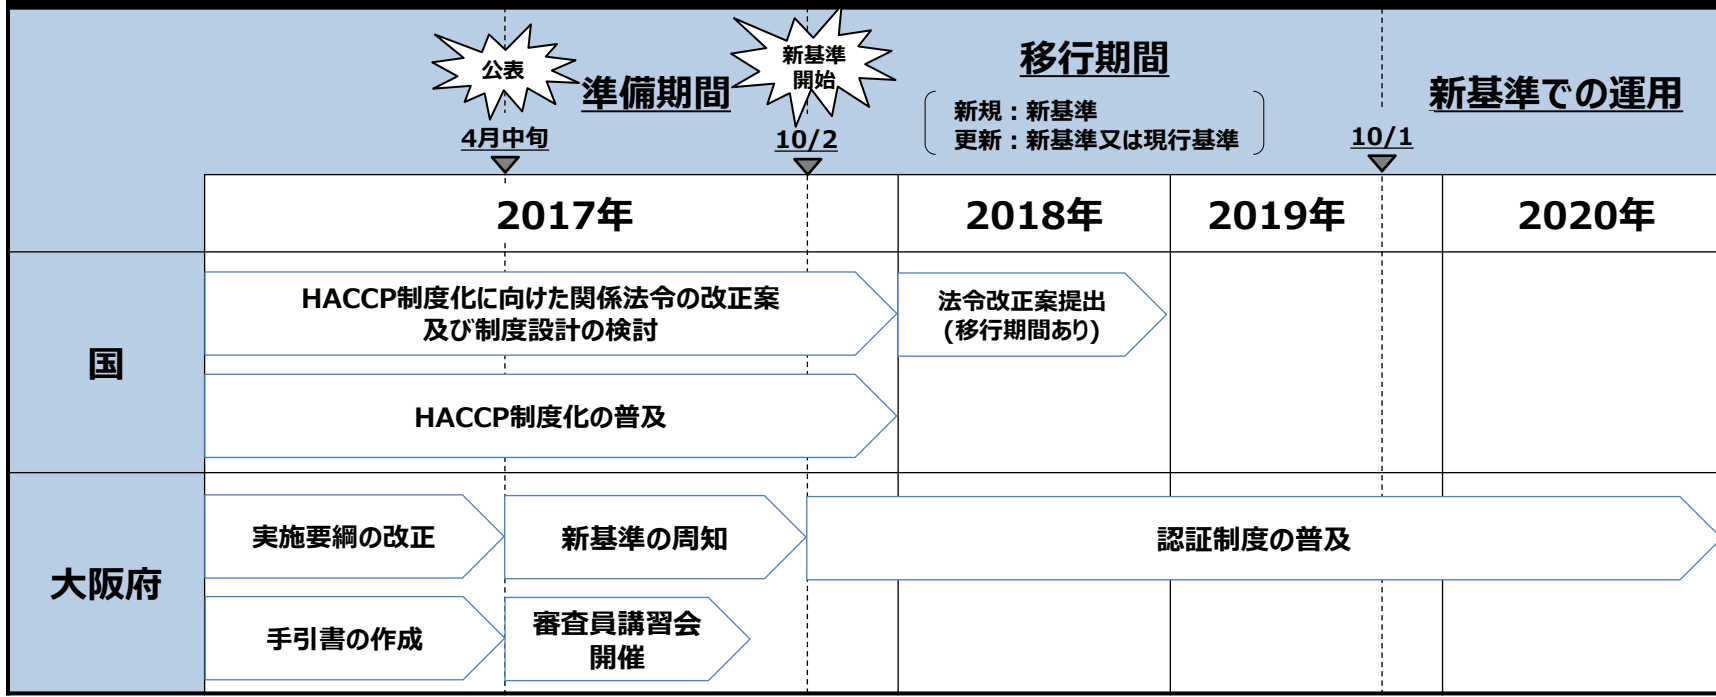 公表
4月中旬
準備期間
新基準
開始
10/2
移行期間
新規：新基準
更新：新基準又は現行基準
10/1
新基準での運用
2017年
2018年
2019年
2020年
国
HACCP制度化に向けた関係法令の改正案
及び制度設計の検討
法令改正案提出
(移行期間あり)
HACCP制度化の普及
大阪府
実施要綱の改正
新基準の周知
認証制度の普及
手引書の作成
審査員講習会
開催